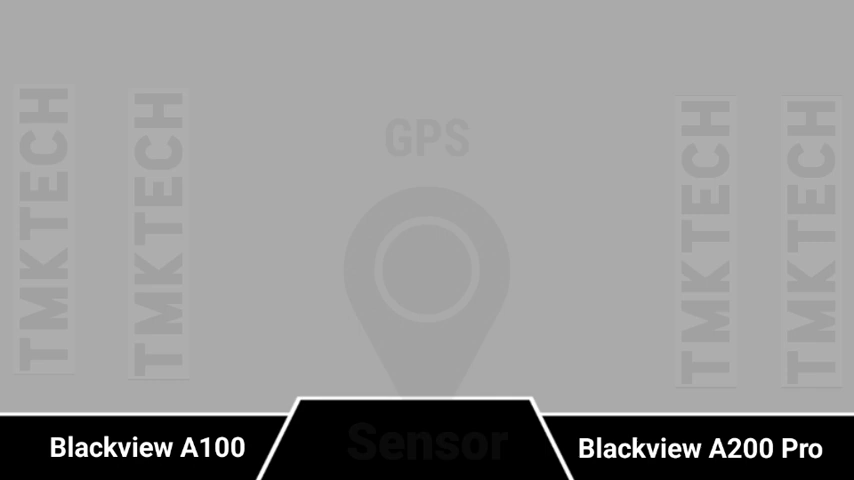 TMKTECH
TMKTECH
GPS
TMKTECH
TMKTECH
Blackview A100
Sensor
Blackview A200 Pro